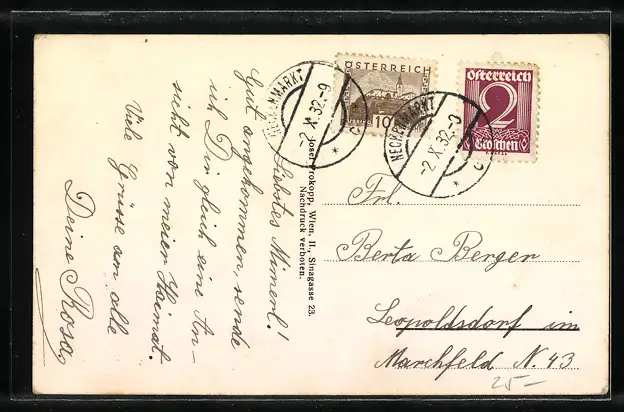 Liebstes Mimerl!
Gut angekommen, sende
ich Dir gleich eine An-
sicht von meier Heimat.
Viele Grüsse an alle
Deine Rosa
Josef Prokopp, Wien, II., Sinagasse 23.
Nachdruck verboten.
ÖSTERREICH
10
Österreich
2
Groschen
NECKENMARKT
-2.X.32-9
NECKENMARKT
-2.X.32-9
Frl.
Berta Berger
Leopoldsdorf im
Marchfeld N. 43
25-